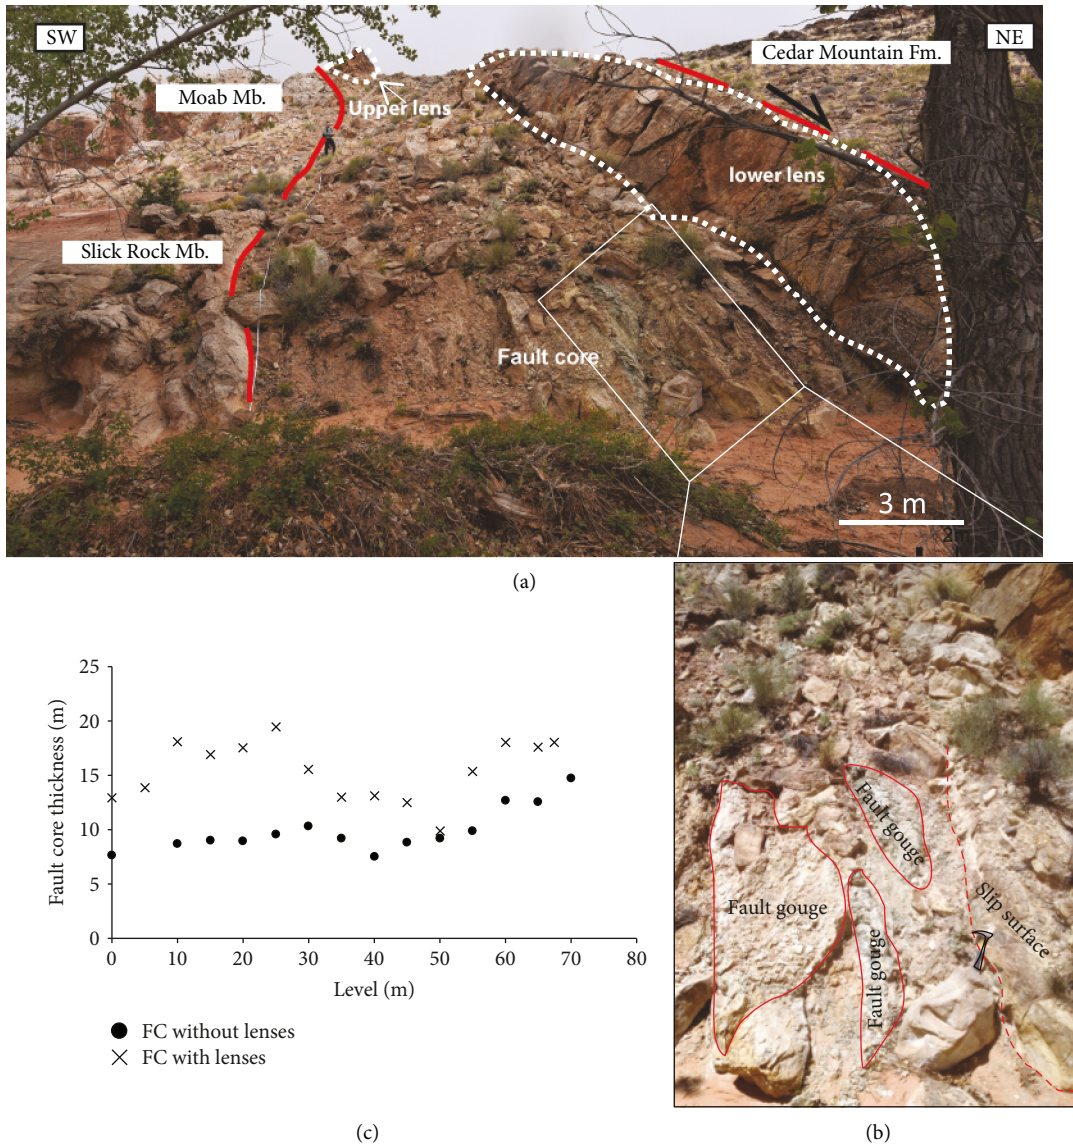 SW
NE
Cedar Mountain Fm.
Moab Mb.
Upper lens
lower lens
Slick Rock Mb.
Fault core
3 m
(a)
Fault core thickness (m)
25
20
15
10
5
0
0
10
20
30
40
50
60
70
80
Level (m)
FC without lenses
FC with lenses
(c)
Fault gouge
Fault gouge
Fault gouge
Slip surface
(b)